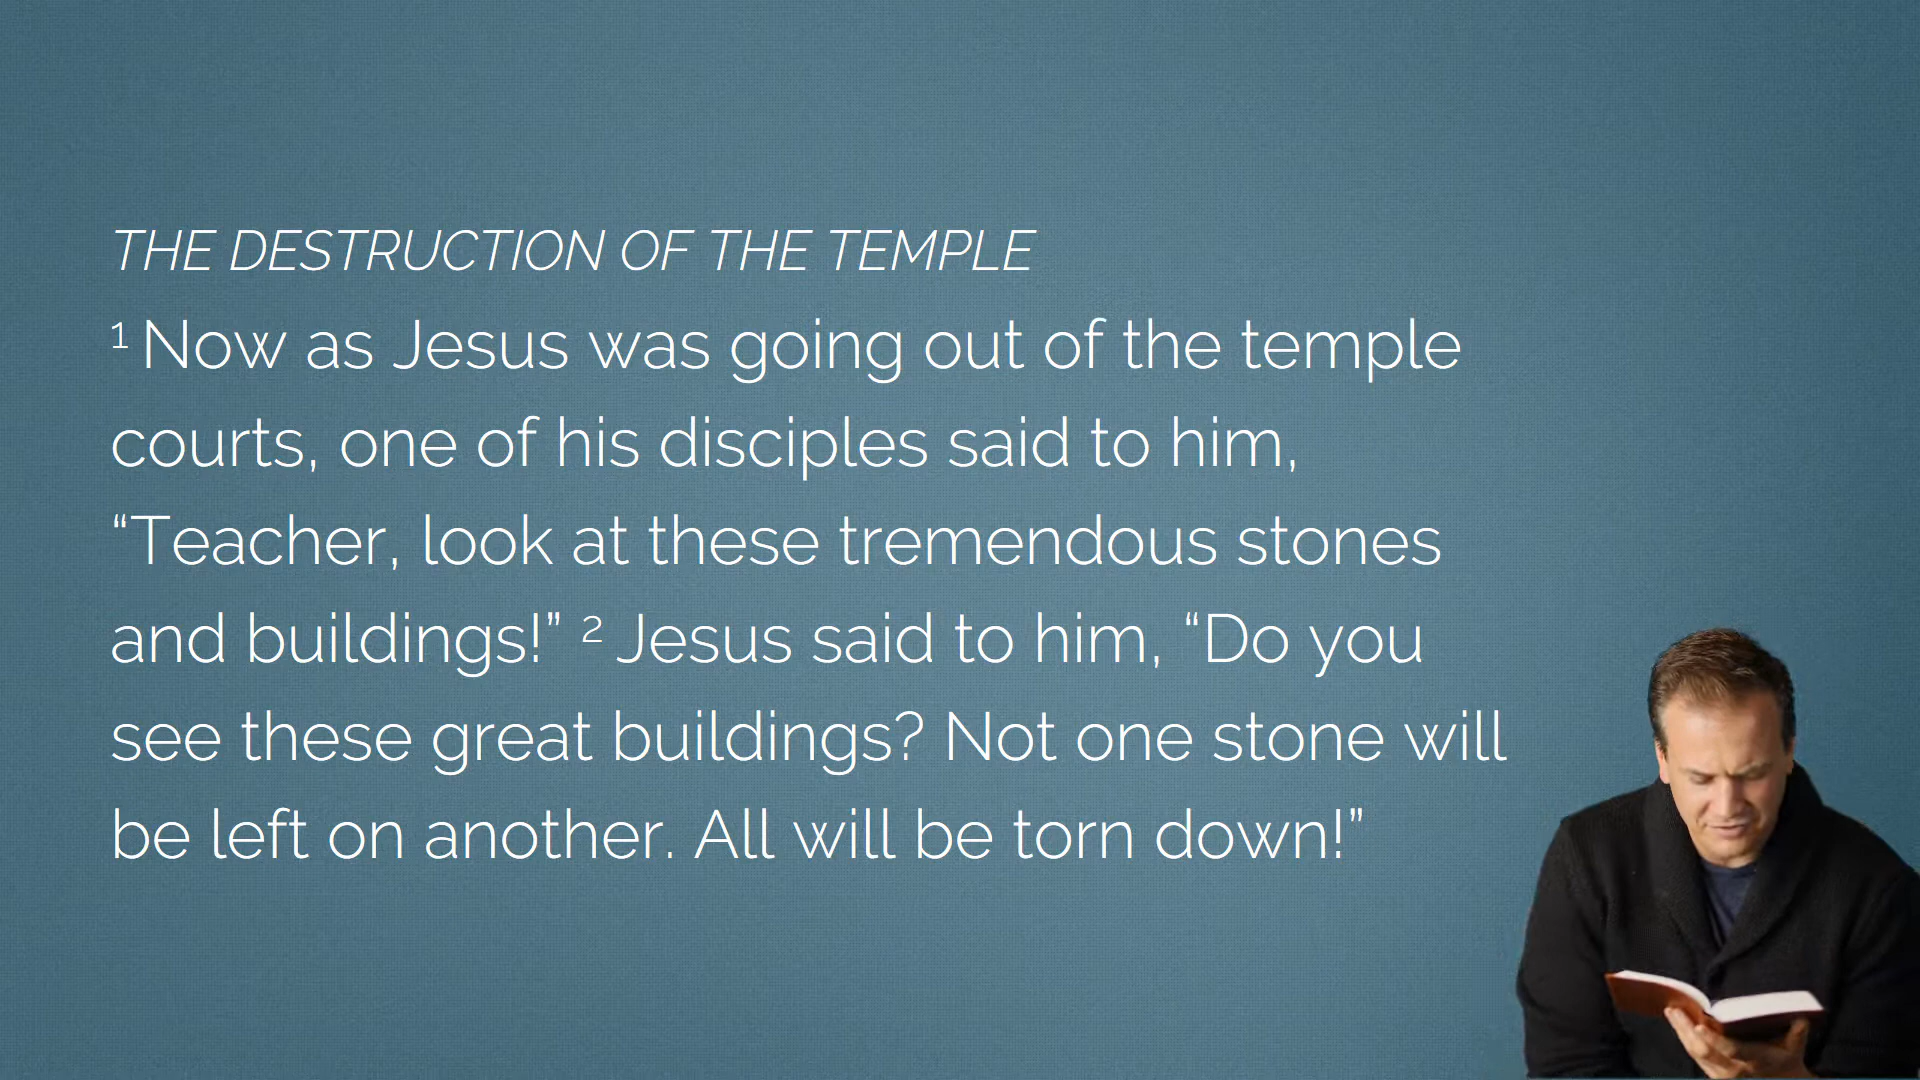 THE DESTRUCTION OF THE TEMPLE
¹ Now as Jesus was going out of the temple
courts, one of his disciples said to him,
“Teacher, look at these tremendous stones
and buildings!” ² Jesus said to him, “Do you
see these great buildings? Not one stone will
be left on another. All will be torn down!”